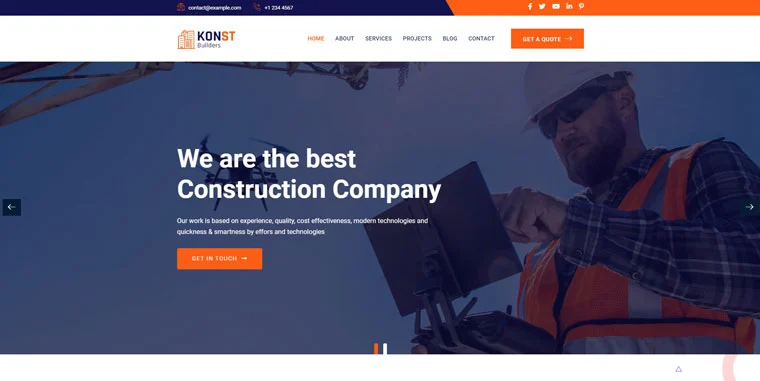 contact@example.com +1 234 4567
KONST
Builders
HOME ABOUT SERVICES PROJECTS BLOG CONTACT GET A QUOTE
We are the best
Construction Company
Our work is based on experience, quality, cost effectiveness, modern technologies and
quickness & smartness by effors and technologies
GET IN TOUCH